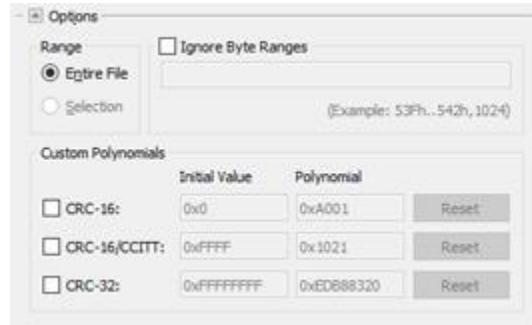 Options
Range
Ignore Byte Ranges
Entire File
Selection
(Example: 53Fh..542h,1024)
Custom Polynomials
Initial Value Polynomial
CRC-16: 0x0 0xA001 Reset
CRC-16/CCITT: 0xFFFF 0x1021 Reset
CRC-32: 0xFFFFFFFF 0xEDB88320 Reset